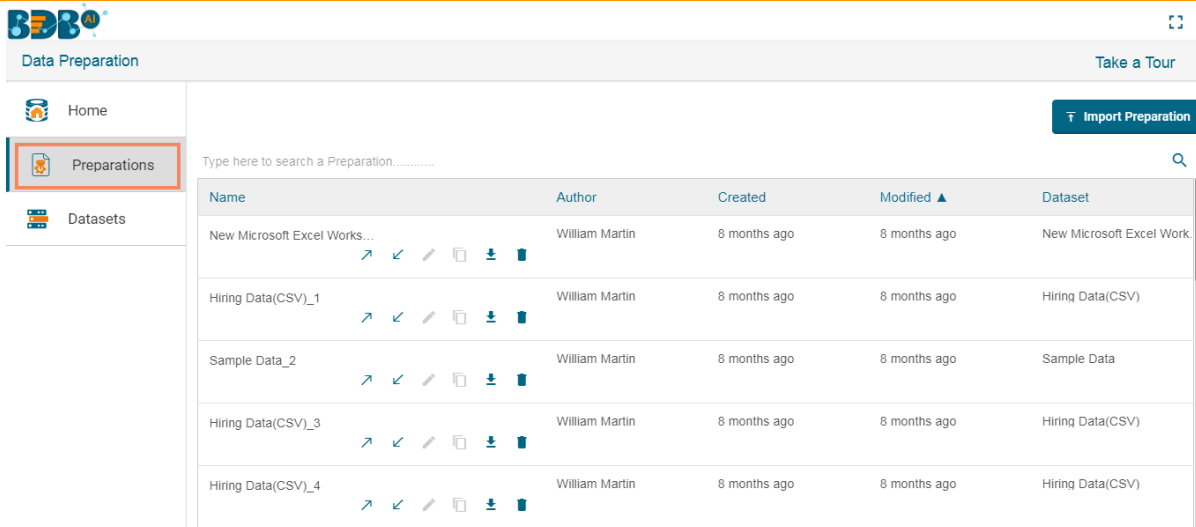 BDB AI
Data Preparation
Take a Tour
Home
Import Preparation
Preparations
Type here to search a Preparation............
Datasets
Name Author Created Modified ▲ Dataset
New Microsoft Excel Works... William Martin 8 months ago 8 months ago New Microsoft Excel Work.
Hiring Data(CSV)_1 William Martin 8 months ago 8 months ago Hiring Data(CSV)
Sample Data_2 William Martin 8 months ago 8 months ago Sample Data
Hiring Data(CSV)_3 William Martin 8 months ago 8 months ago Hiring Data(CSV)
Hiring Data(CSV)_4 William Martin 8 months ago 8 months ago Hiring Data(CSV)